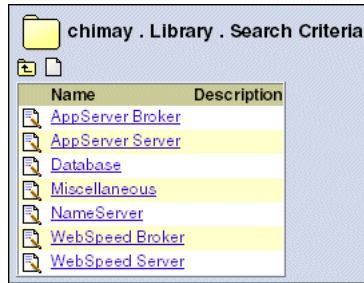 chimay . Library . Search Criteria
Name Description
AppServer Broker
AppServer Server
Database
Miscellaneous
NameServer
WebSpeed Broker
WebSpeed Server